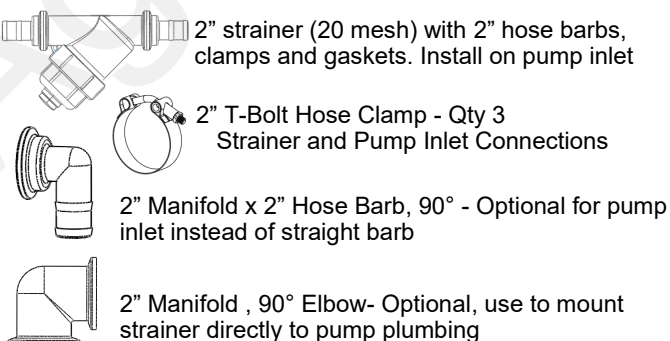 2” strainer (20 mesh) with 2” hose barbs,
clamps and gaskets. Install on pump inlet
2” T-Bolt Hose Clamp - Qty 3
Strainer and Pump Inlet Connections
2” Manifold x 2” Hose Barb, 90° - Optional for pump
inlet instead of straight barb
2” Manifold , 90° Elbow- Optional, use to mount
strainer directly to pump plumbing